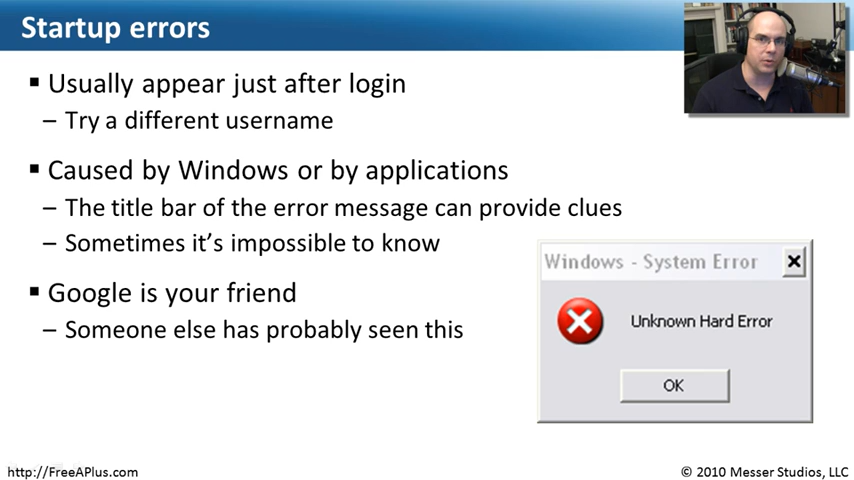 Startup errors
▪ Usually appear just after login
– Try a different username
▪ Caused by Windows or by applications
– The title bar of the error message can provide clues
– Sometimes it's impossible to know
▪ Google is your friend
– Someone else has probably seen this
Windows - System Error
Unknown Hard Error
OK
http://FreeAPlus.com
© 2010 Messer Studios, LLC